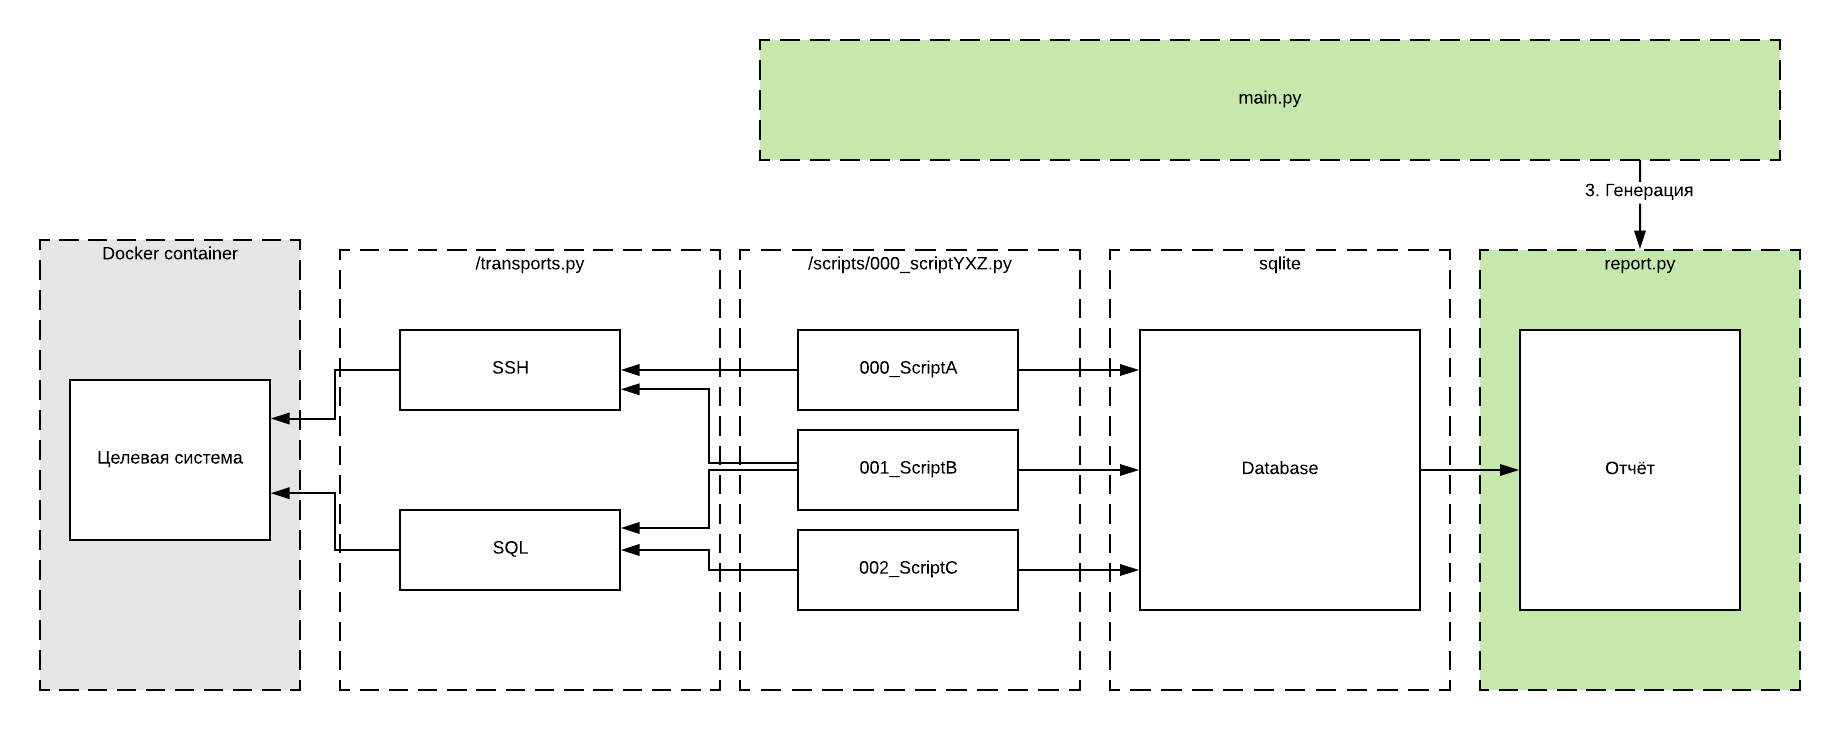 main.py
3. Генерация
Docker container
/transports.py
/scripts/000_scriptYXZ.py
sqlite
report.py
SSH
000_ScriptA
Целевая система
001_ScriptB
Database
Отчёт
SQL
002_ScriptC